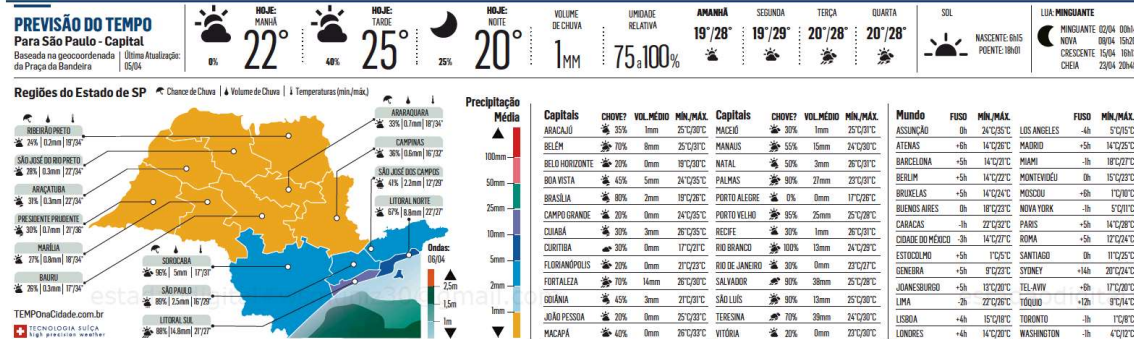 PREVISÃO DO TEMPO
Para São Paulo - Capital
Baseada na geocoordenada da Praça da Bandeira
Última Atualização: 05/04
HOJE: MANHÃ 22° 0%
HOJE: TARDE 25° 40%
HOJE: NOITE 20° 25%
VOLUME DE CHUVA 1MM
UMIDADE RELATIVA 75 a 100%
AMANHÃ 19°/28°
SEGUNDA 19°/29°
TERÇA 20°/28°
QUARTA 20°/28°
SOL
NASCENTE: 6h15
POENTE: 18h01
LUA: MINGUANTE
MINGUANTE 02/04
NOVA 08/04
CRESCENTE 15/04
CHEIA 23/04
Regiões do Estado de SP
Chance de Chuva | Volume de Chuva | Temperaturas (mín./máx.)
RIBEIRÃO PRETO
24% | 0.2mm | 19°/34°
SÃO JOSÉ DO RIO PRETO
28% | 0.3mm | 22°/34°
ARAÇATUBA
31% | 0.3mm | 22°/34°
PRESIDENTE PRUDENTE
30% | 0.7mm | 21°/36°
MARÍLIA
27% | 0.8mm | 18°/34°
BAURU
26% | 0.3mm | 17°/34°
SOROCABA
96% | 5mm | 17°/31°
SÃO PAULO
89% | 2.5mm | 16°/29°
LITORAL SUL
88% | 14.8mm | 21°/27°
ARARAQUARA
33% | 0.7mm | 18°/34°
CAMPINAS
36% | 0.6mm | 16°/32°
SÃO JOSÉ DOS CAMPOS
41% | 2.2mm | 12°/29°
LITORAL NORTE
67% | 8.8mm | 22°/27°
Ondas: 06/04
2,5m
1m
TEMPOnaCidade.com.br
TECNOLOGIA SUÍÇA
high precision weather
Precipitação Média
100mm
50mm
25mm
10mm
5mm
2mm
1mm
Capitais CHOVE? VOL.MÉDIO MÍN./MÁX.
ARACAJÚ 35% 1mm 25°C/31°C
BELÉM 70% 8mm 25°C/31°C
BELO HORIZONTE 20% 0mm 19°C/30°C
BOA VISTA 45% 5mm 24°C/35°C
BRASÍLIA 80% 2mm 19°C/26°C
CAMPO GRANDE 20% 0mm 24°C/35°C
CUIABÁ 30% 3mm 26°C/35°C
CURITIBA 30% 0mm 17°C/21°C
FLORIANÓPOLIS 20% 0mm 21°C/23°C
FORTALEZA 70% 14mm 26°C/30°C
GOIÂNIA 45% 3mm 21°C/31°C
JOÃO PESSOA 20% 0mm 25°C/33°C
MACAPÁ 40% 0mm 26°C/33°C
Capitais CHOVE? VOL.MÉDIO MÍN./MÁX.
MACEIÓ 30% 1mm 25°C/31°C
MANAUS 55% 15mm 24°C/30°C
NATAL 50% 3mm 26°C/31°C
PALMAS 90% 27mm 23°C/31°C
PORTO ALEGRE 0% 0mm 17°C/26°C
PORTO VELHO 95% 25mm 25°C/28°C
RECIFE 30% 1mm 26°C/31°C
RIO BRANCO 100% 13mm 24°C/29°C
RIO DE JANEIRO 30% 0mm 23°C/27°C
SALVADOR 90% 38mm 25°C/28°C
SÃO LUÍS 90% 13mm 25°C/30°C
TERESINA 70% 39mm 24°C/30°C
VITÓRIA 20% 0mm 23°C/30°C
Mundo FUSO MÍN./MÁX.
ASSUNÇÃO 0h 24°C/35°C
ATENAS +6h 14°C/26°C
BARCELONA +5h 14°C/21°C
BERLIM +5h 14°C/22°C
BRUXELAS +5h 14°C/24°C
BUENOS AIRES 0h 18°C/23°C
CARACAS -1h 22°C/32°C
CIDADE DO MÉXICO -3h 14°C/27°C
ESTOCOLMO +5h 1°C/5°C
GENEBRA +5h 9°C/23°C
JOANESBURGO +5h 13°C/20°C
LIMA -2h 22°C/26°C
LISBOA +4h 15°C/18°C
LONDRES +4h 14°C/20°C
FUSO MÍN./MÁX.
LOS ANGELES -4h 5°C/15°C
MADRID +5h 14°C/25°C
MIAMI -1h 18°C/27°C
MONTEVIDÉU 0h 15°C/23°C
MOSCOU +6h 1°C/10°C
NOVA YORK -1h 5°C/11°C
PARIS +5h 14°C/28°C
ROMA +5h 12°C/24°C
SANTIAGO 0h 11°C/25°C
SYDNEY +14h 20°C/24°C
TEL-AVIV +6h 17°C/20°C
TÓQUIO +12h 9°C/14°C
TORONTO -1h 1°C/8°C
WASHINGTON -1h 4°C/12°C